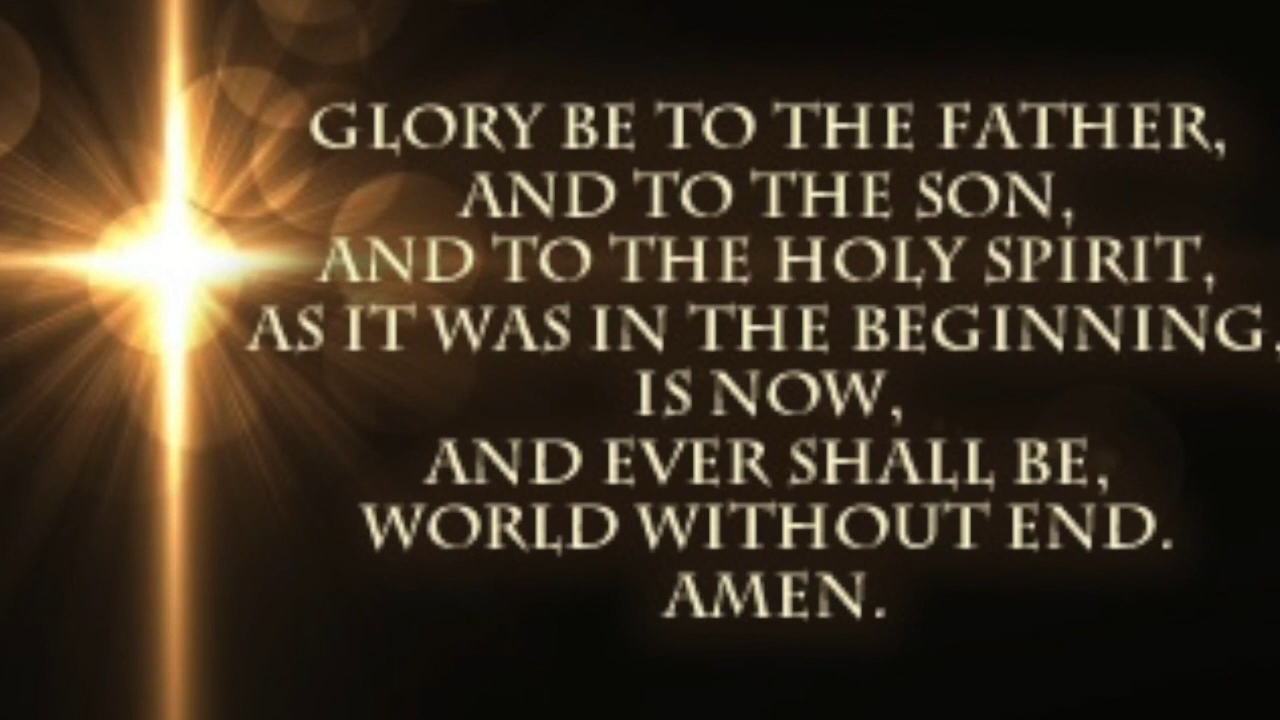 GLORY BE TO THE FATHER,
AND TO THE SON,
AND TO THE HOLY SPIRIT,
AS IT WAS IN THE BEGINNING,
IS NOW,
AND EVER SHALL BE,
WORLD WITHOUT END.
AMEN.